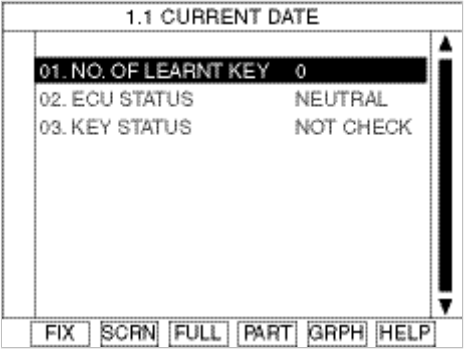 1.1 CURRENT DATE
01. NO. OF LEARNT KEY 0
02. ECU STATUS NEUTRAL
03. KEY STATUS NOT CHECK
FIX SCRN FULL PART GRPH HELP